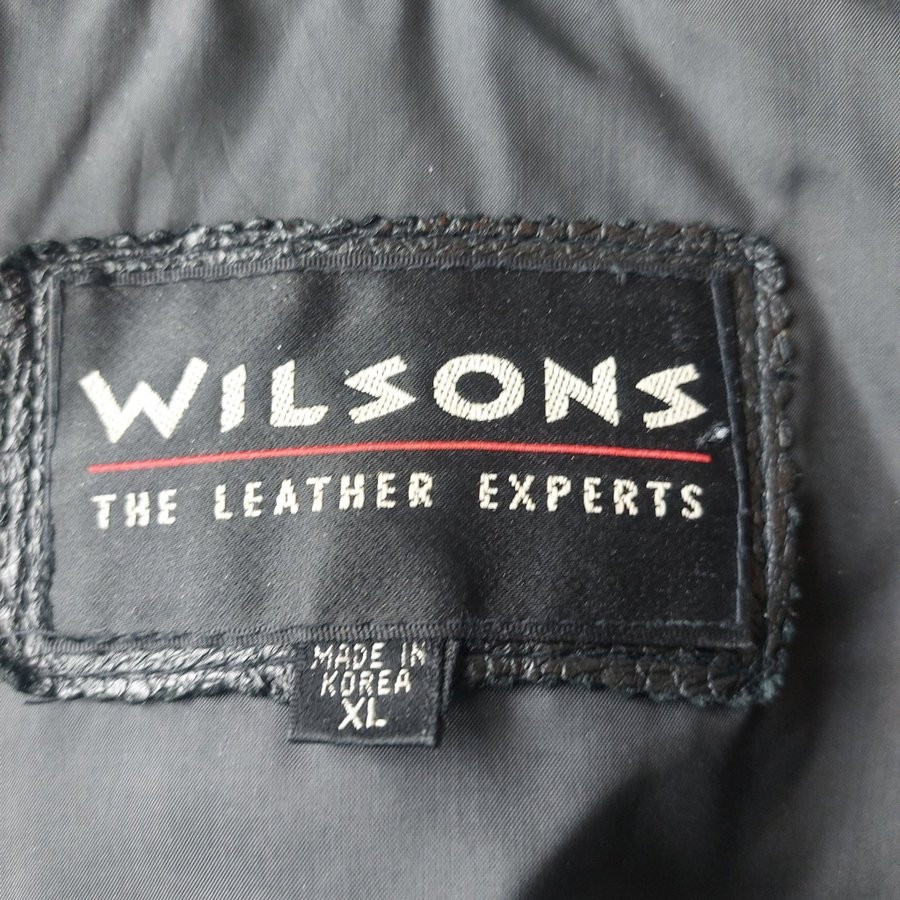 WILSONS
THE LEATHER EXPERTS
MADE IN
KOREA
XL